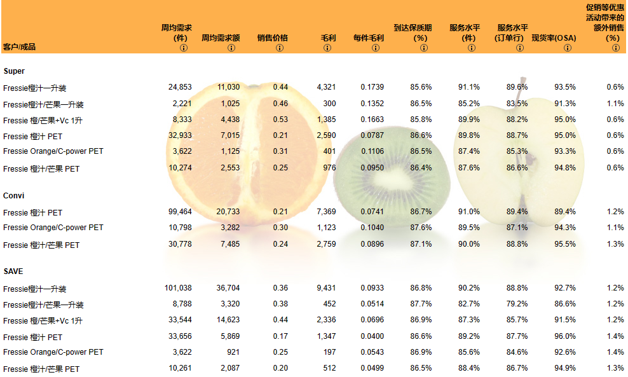 客户/成品 周均需求(件) ⓘ 周均需求额 ⓘ 销售价格 ⓘ 毛利 ⓘ 每件毛利 ⓘ 到达保质期(%) ⓘ 服务水平(件) ⓘ 服务水平(订单行) ⓘ 现货率(OSA) ⓘ 促销等优惠活动带来的额外销售(%) ⓘ
Super
Fressie橙汁一升装 24,853 11,030 0.44 4,321 0.1739 85.6% 91.1% 89.6% 93.5% 0.6%
Fressie橙汁/芒果一升装 2,221 1,025 0.46 300 0.1352 86.5% 85.2% 83.5% 91.3% 1.1%
Fressie 橙/芒果+Vc 1升 8,333 4,438 0.53 1,385 0.1663 85.8% 89.9% 88.2% 95.0% 0.6%
Fressie 橙汁 PET 32,933 7,015 0.21 2,590 0.0787 86.6% 89.8% 88.7% 95.0% 0.6%
Fressie Orange/C-power PET 3,622 1,125 0.31 401 0.1106 86.5% 87.4% 85.3% 93.3% 0.6%
Fressie 橙汁/芒果 PET 10,274 2,553 0.25 976 0.0950 86.4% 87.6% 86.6% 94.8% 0.6%
Convi
Fressie 橙汁 PET 99,464 20,733 0.21 7,369 0.0741 86.7% 91.0% 89.4% 89.4% 1.2%
Fressie Orange/C-power PET 10,798 3,282 0.30 1,123 0.1040 87.6% 89.5% 87.1% 94.3% 1.1%
Fressie 橙汁/芒果 PET 30,778 7,485 0.24 2,759 0.0896 87.1% 90.0% 88.8% 95.5% 1.3%
SAVE
Fressie橙汁一升装 101,038 36,704 0.36 9,431 0.0933 86.8% 90.2% 88.8% 92.7% 1.2%
Fressie橙汁/芒果一升装 8,788 3,320 0.38 452 0.0514 87.7% 82.7% 79.2% 86.6% 1.2%
Fressie 橙/芒果+Vc 1升 33,544 14,623 0.44 2,336 0.0696 86.9% 87.3% 85.7% 91.5% 1.2%
Fressie 橙汁 PET 33,656 5,869 0.17 1,347 0.0400 86.6% 89.2% 87.7% 96.0% 1.4%
Fressie Orange/C-power PET 3,622 921 0.25 197 0.0543 86.9% 85.6% 84.6% 92.6% 1.4%
Fressie 橙汁/芒果 PET 10,261 2,087 0.20 512 0.0499 86.5% 88.4% 86.7% 94.9% 1.3%